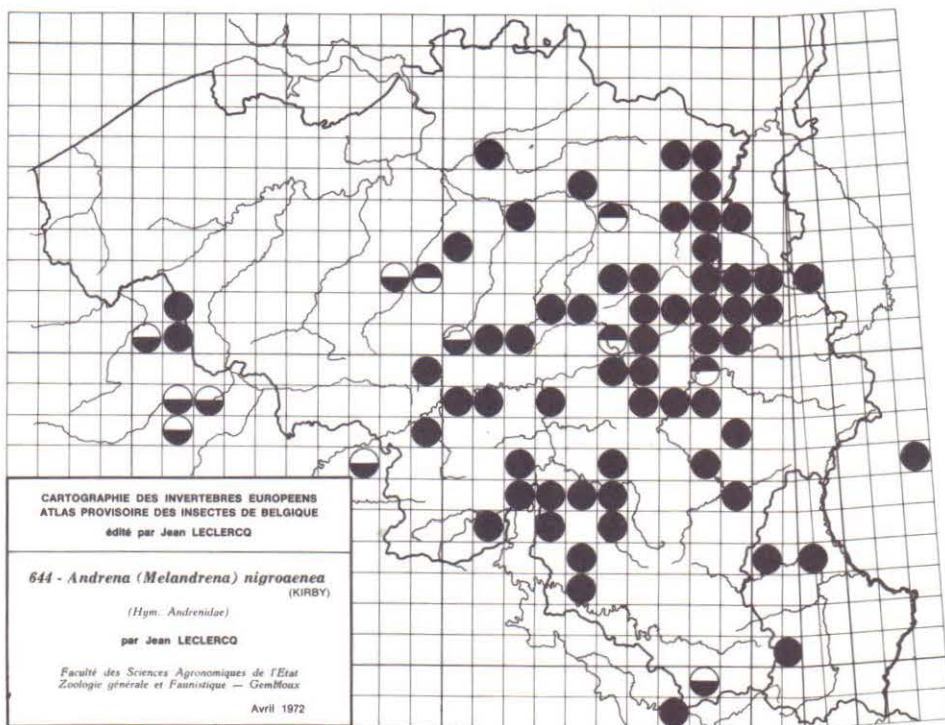 CARTOGRAPHIE DES INVERTEBRES EUROPEENS
ATLAS PROVISOIRE DES INSECTES DE BELGIQUE
édité par Jean LECLERCQ
644 - Andrena (Melandrena) nigroaenea
(KIRBY)
(Hym. Andrenidae)
par Jean LECLERCQ
Faculté des Sciences Agronomiques de l'Etat
Zoologie générale et Faunistique — Gembloux
Avril 1972